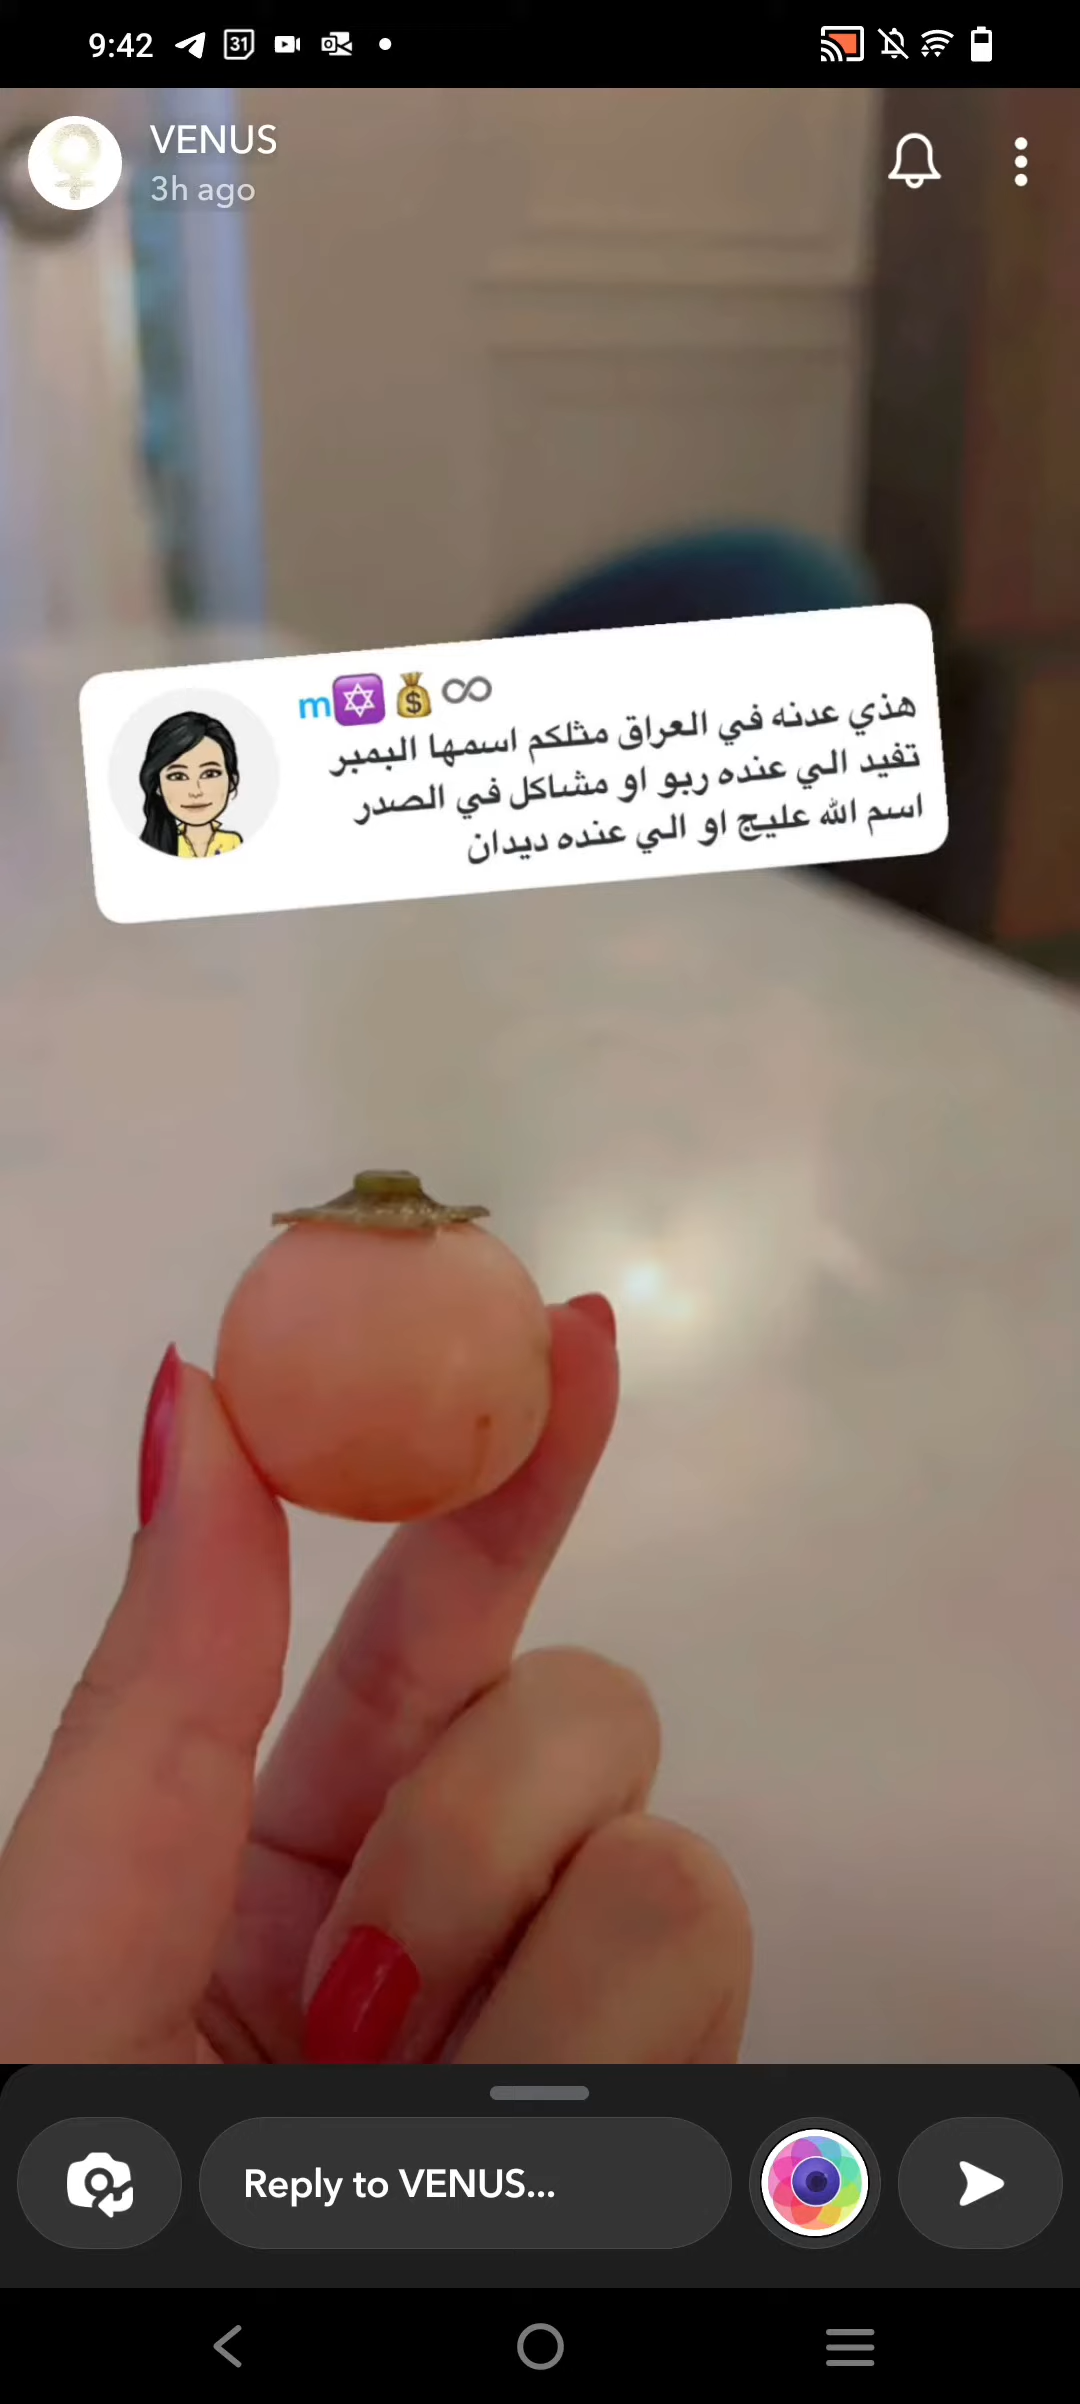 9:42
31
VENUS
3h ago
m✡️💰♾
هذي عدنه في العراق مثلكم اسمها البمبر
تفيد الي عنده ربو او مشاكل في الصدر
اسم الله عليج او الي عنده ديدان
Reply to VENUS...